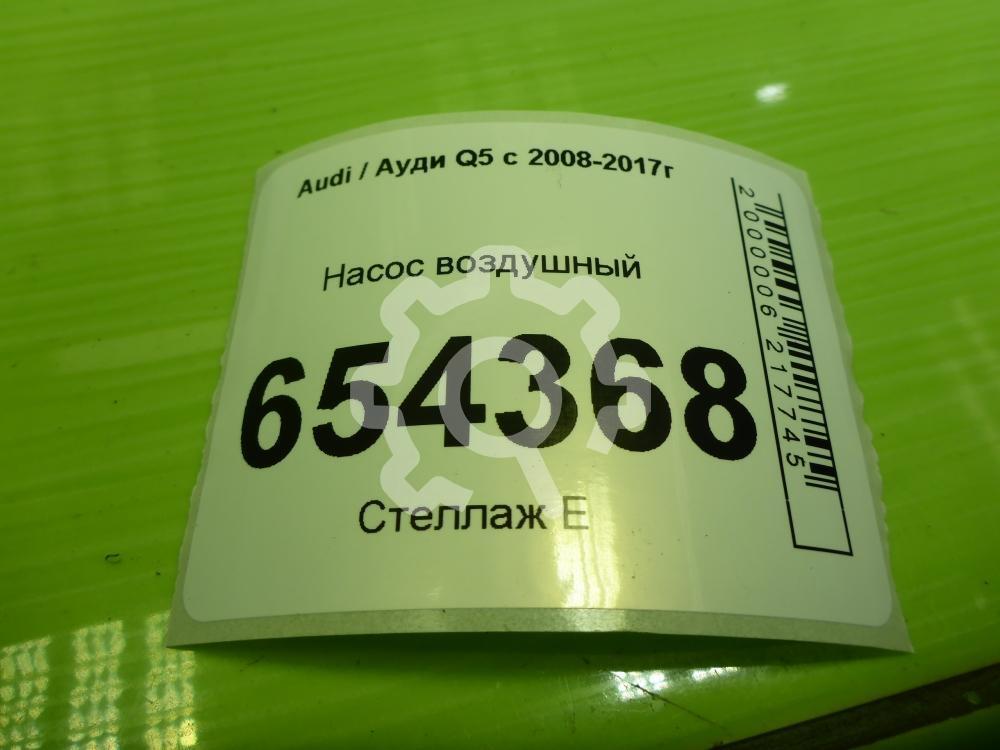 Audi / Ауди Q5 с 2008-2017г
Насос воздушный
654368
Стеллаж Е
2000006217745